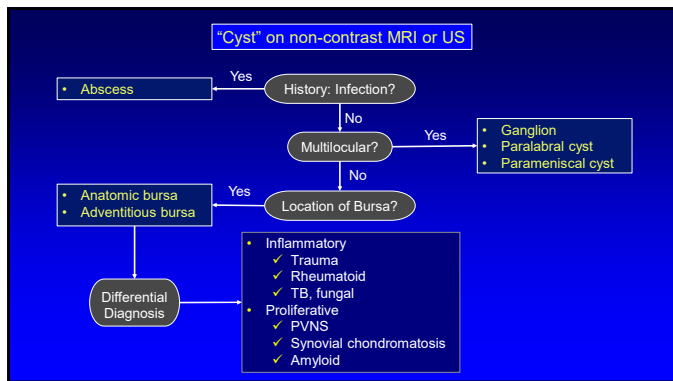 “Cyst” on non-contrast MRI or US
Yes
• Abscess
History: Infection?
No
Yes
Multilocular?
• Ganglion
• Paralabral cyst
• Parameniscal cyst
No
• Anatomic bursa
• Adventitious bursa
Yes
Location of Bursa?
Differential
Diagnosis
• Inflammatory
✓ Trauma
✓ Rheumatoid
✓ TB, fungal
• Proliferative
✓ PVNS
✓ Synovial chondromatosis
✓ Amyloid